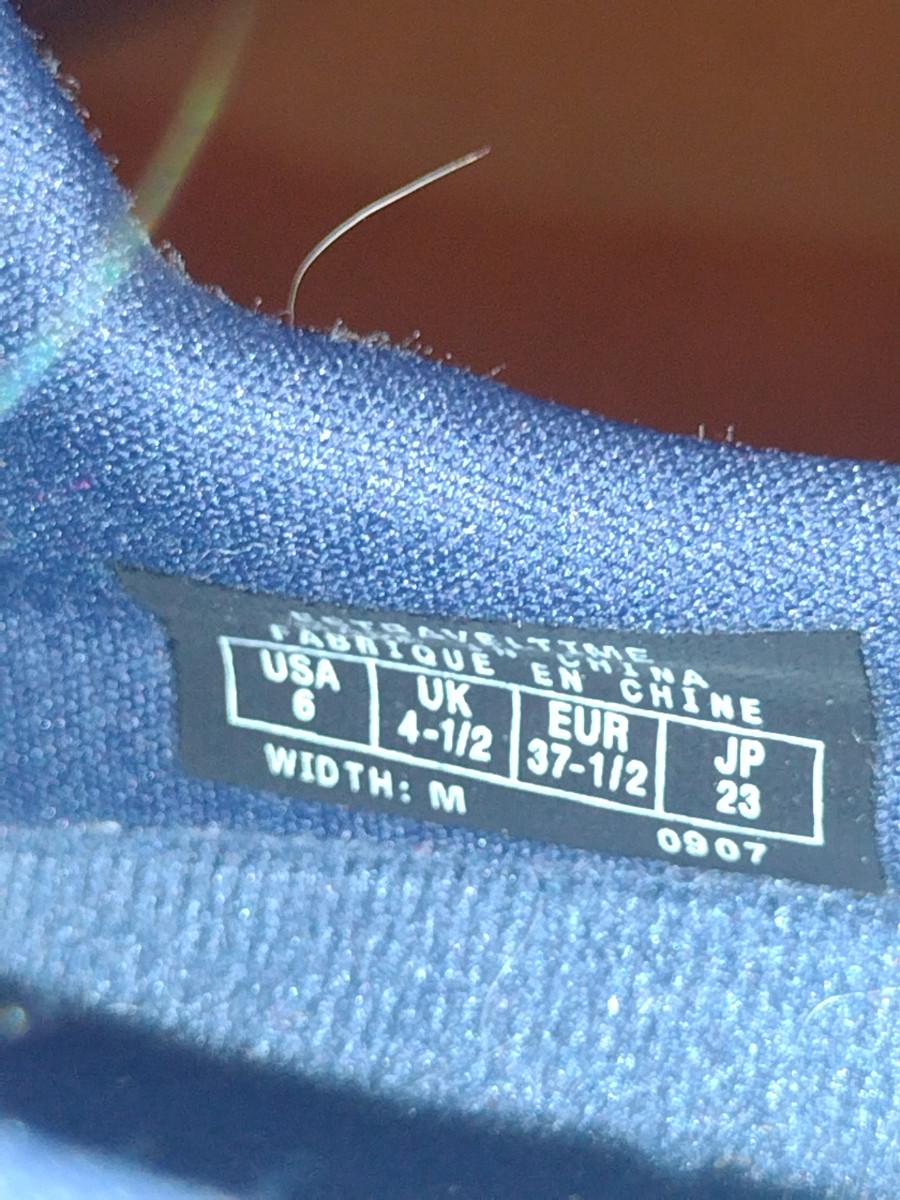 FABRIQUE EN CHINE
USA UK EUR JP
6 4-1/2 37-1/2 23
WIDTH: M
0907